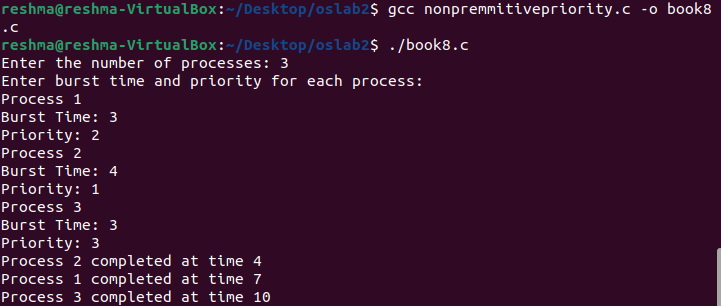 reshma@reshma-VirtualBox:~/Desktop/oslab2$ gcc nonpremmitivepriority.c -o book8
.c
reshma@reshma-VirtualBox:~/Desktop/oslab2$ ./book8.c
Enter the number of processes: 3
Enter burst time and priority for each process:
Process 1
Burst Time: 3
Priority: 2
Process 2
Burst Time: 4
Priority: 1
Process 3
Burst Time: 3
Priority: 3
Process 2 completed at time 4
Process 1 completed at time 7
Process 3 completed at time 10